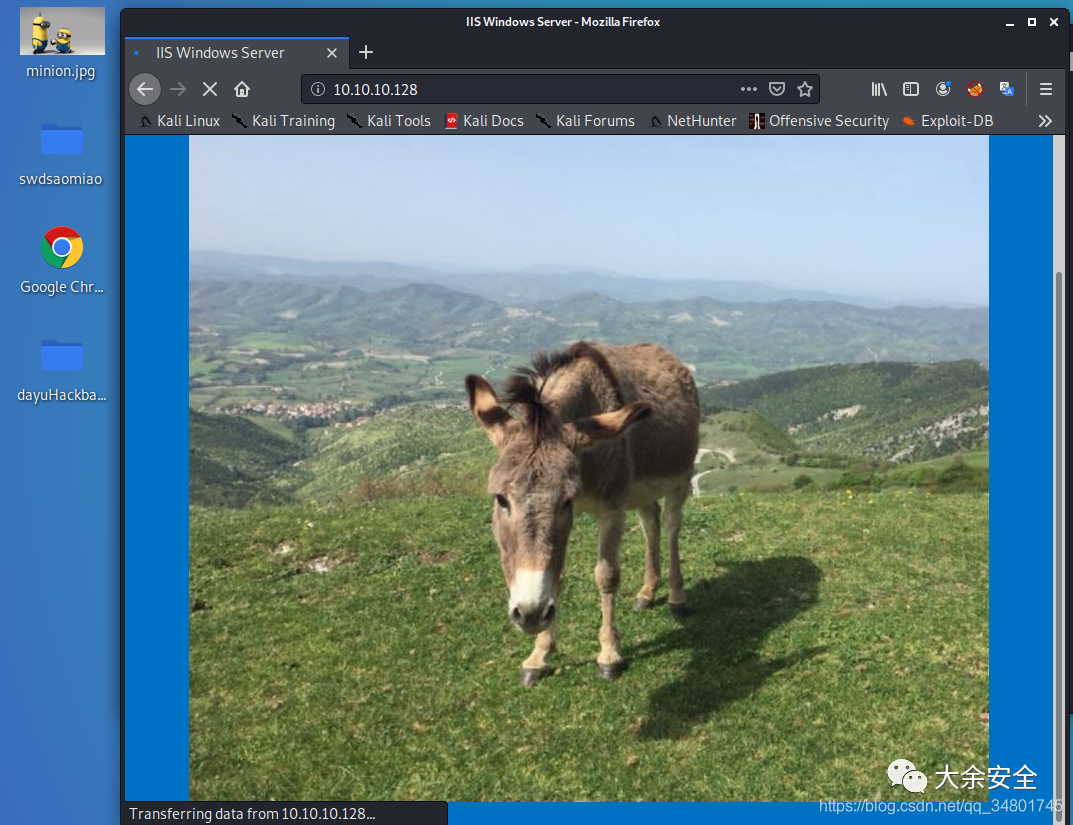 IIS Windows Server - Mozilla Firefox
IIS Windows Server
10.10.10.128
Kali Linux Kali Training Kali Tools Kali Docs Kali Forums NetHunter Offensive Security Exploit-DB
minion.jpg
swdsaomiao
Google Chr...
dayuHackba...
大余安全
https://blog.csdn.net/qq_34801745
Transferring data from 10.10.10.128...